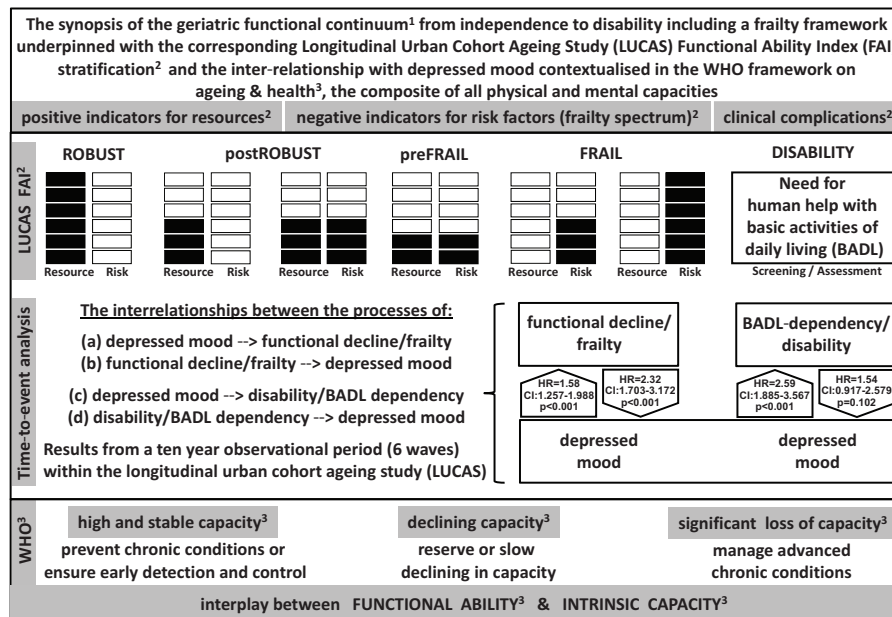 The synopsis of the geriatric functional continuum¹ from independence to disability including a frailty framework
underpinned with the corresponding Longitudinal Urban Cohort Ageing Study (LUCAS) Functional Ability Index (FAI
stratification² and the inter-relationship with depressed mood contextualised in the WHO framework on
ageing & health³, the composite of all physical and mental capacities
positive indicators for resources² negative indicators for risk factors (frailty spectrum)² clinical complications²
LUCAS FAI²
ROBUST postROBUST preFRAIL FRAIL DISABILITY
Need for
human help with
basic activities of
daily living (BADL)
Resource Risk Resource Risk Resource Risk Resource Risk Resource Risk Resource Risk Screening / Assessment
Time-to-event analysis
The interrelationships between the processes of:
(a) depressed mood --> functional decline/frailty
(b) functional decline/frailty --> depressed mood
(c) depressed mood --> disability/BADL dependency
(d) disability/BADL dependency --> depressed mood
Results from a ten year observational period (6 waves)
within the longitudinal urban cohort ageing study (LUCAS)
functional decline/
frailty
HR=1.58
CI:1.257-1.988
p<0.001
HR=2.32
CI:1.703-3.172
p<0.001
depressed
mood
BADL-dependency/
disability
HR=2.59
CI:1.885-3.567
p<0.001
HR=1.54
CI:0.917-2.579
p=0.102
depressed
mood
WHO³
high and stable capacity³
prevent chronic conditions or
ensure early detection and control
declining capacity³
reserve or slow
declining in capacity
significant loss of capacity³
manage advanced
chronic conditions
interplay between FUNCTIONAL ABILITY³ & INTRINSIC CAPACITY³